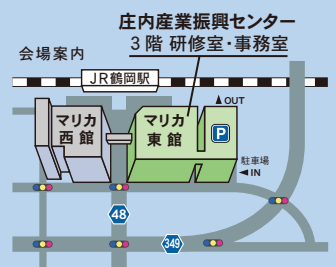 庄内産業振興センター
3階 研修室・事務室
会場案内
JR鶴岡駅
マリカ
西館
マリカ
東館
▲OUT
P
駐車場
◀IN
48
349